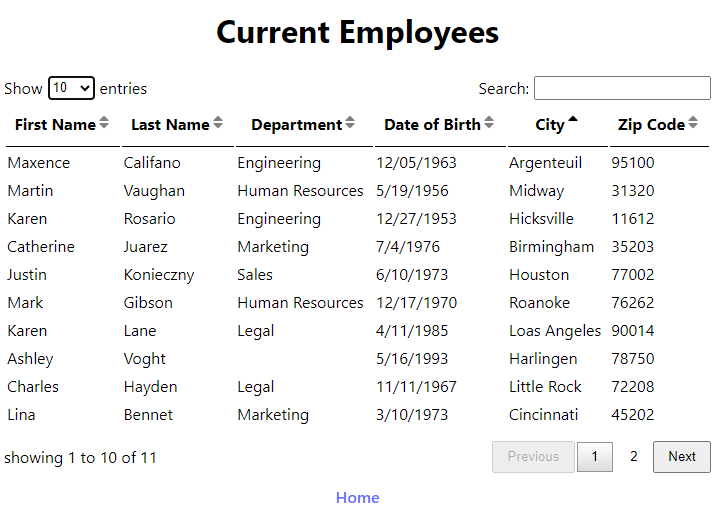 Current Employees
Show 10 entries Search:
First Name Last Name Department Date of Birth City Zip Code
Maxence Califano Engineering 12/05/1963 Argenteuil 95100
Martin Vaughan Human Resources 5/19/1956 Midway 31320
Karen Rosario Engineering 12/27/1953 Hicksville 11612
Catherine Juarez Marketing 7/4/1976 Birmingham 35203
Justin Konieczny Sales 6/10/1973 Houston 77002
Mark Gibson Human Resources 12/17/1970 Roanoke 76262
Karen Lane Legal 4/11/1985 Loas Angeles 90014
Ashley Voght 5/16/1993 Harlingen 78750
Charles Hayden Legal 11/11/1967 Little Rock 72208
Lina Bennet Marketing 3/10/1973 Cincinnati 45202
showing 1 to 10 of 11 Previous 1 2 Next
Home